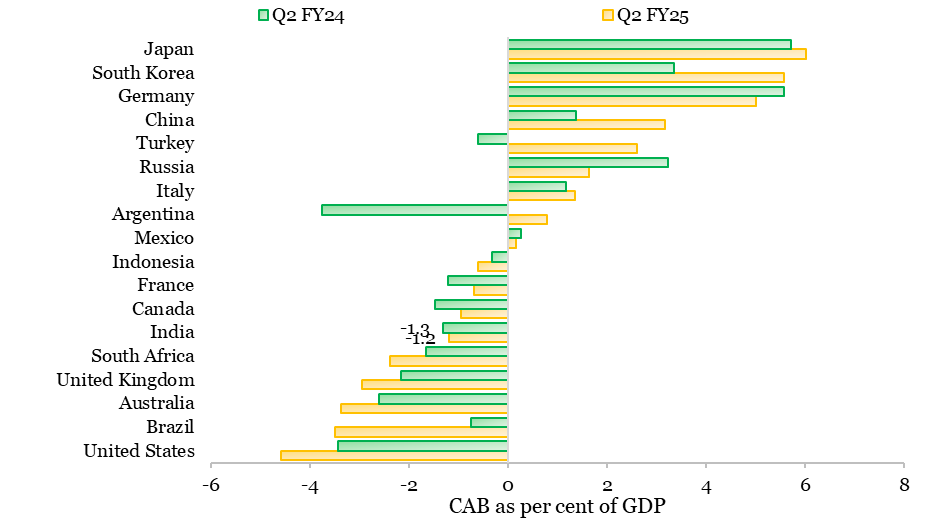 Q2 FY24 Q2 FY25
Japan
South Korea
Germany
China
Turkey
Russia
Italy
Argentina
Mexico
Indonesia
France
Canada
India
-1.3
-1.2
South Africa
United Kingdom
Australia
Brazil
United States
-6 -4 -2 0 2 4 6 8
CAB as per cent of GDP